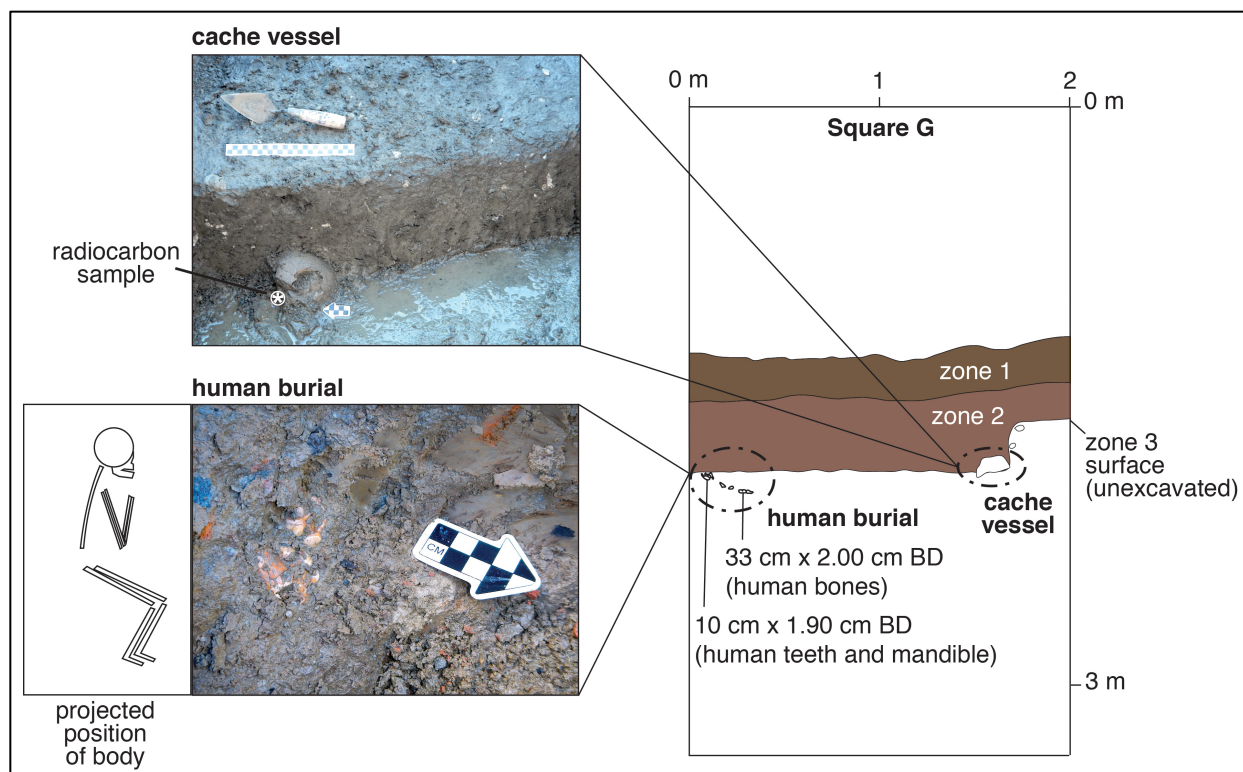 cache vessel
radiocarbon
sample
human burial
CM
projected
position
of body
0 m
1
2
0 m
Square G
zone 1
zone 2
zone 3
surface
(unexcavated)
cache
vessel
human burial
33 cm x 2.00 cm BD
(human bones)
10 cm x 1.90 cm BD
(human teeth and mandible)
3 m